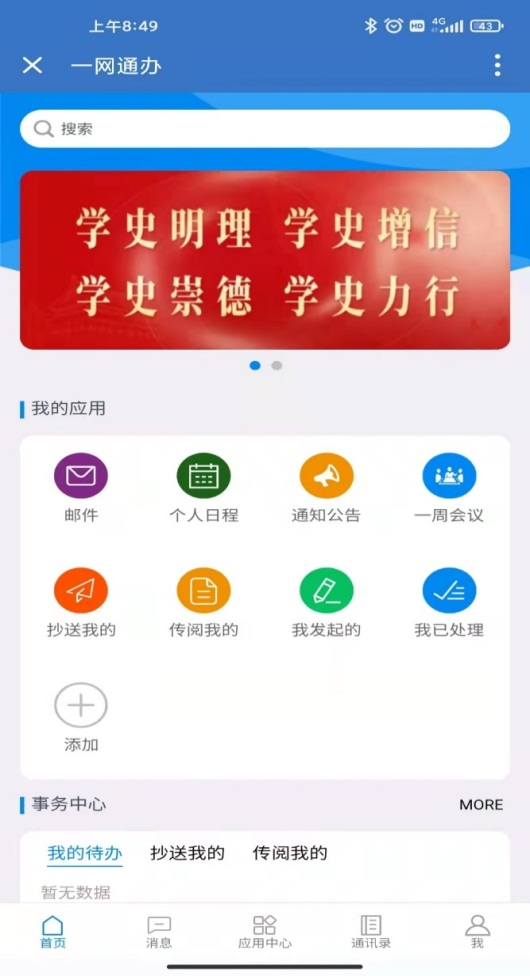 上午8:49
HD 4G 43
一网通办
搜索
学史明理 学史增信
学史崇德 学史力行
我的应用
邮件 个人日程 通知公告 一周会议
抄送我的 传阅我的 我发起的 我已处理
添加
事务中心 MORE
我的待办 抄送我的 传阅我的
暂无数据
首页 消息 应用中心 通讯录 我